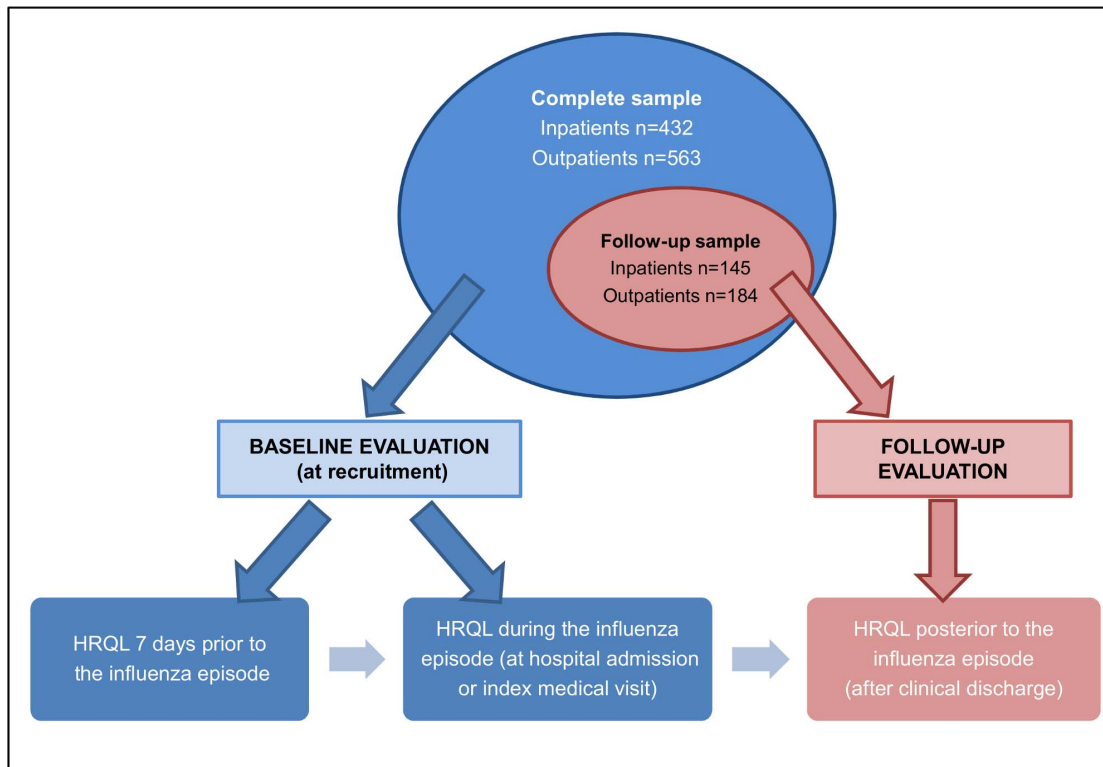 Complete sample
Inpatients n=432
Outpatients n=563
Follow-up sample
Inpatients n=145
Outpatients n=184
BASELINE EVALUATION
(at recruitment)
FOLLOW-UP
EVALUATION
HRQL 7 days prior to
the influenza episode
HRQL during the influenza
episode (at hospital admission
or index medical visit)
HRQL posterior to the
influenza episode
(after clinical discharge)